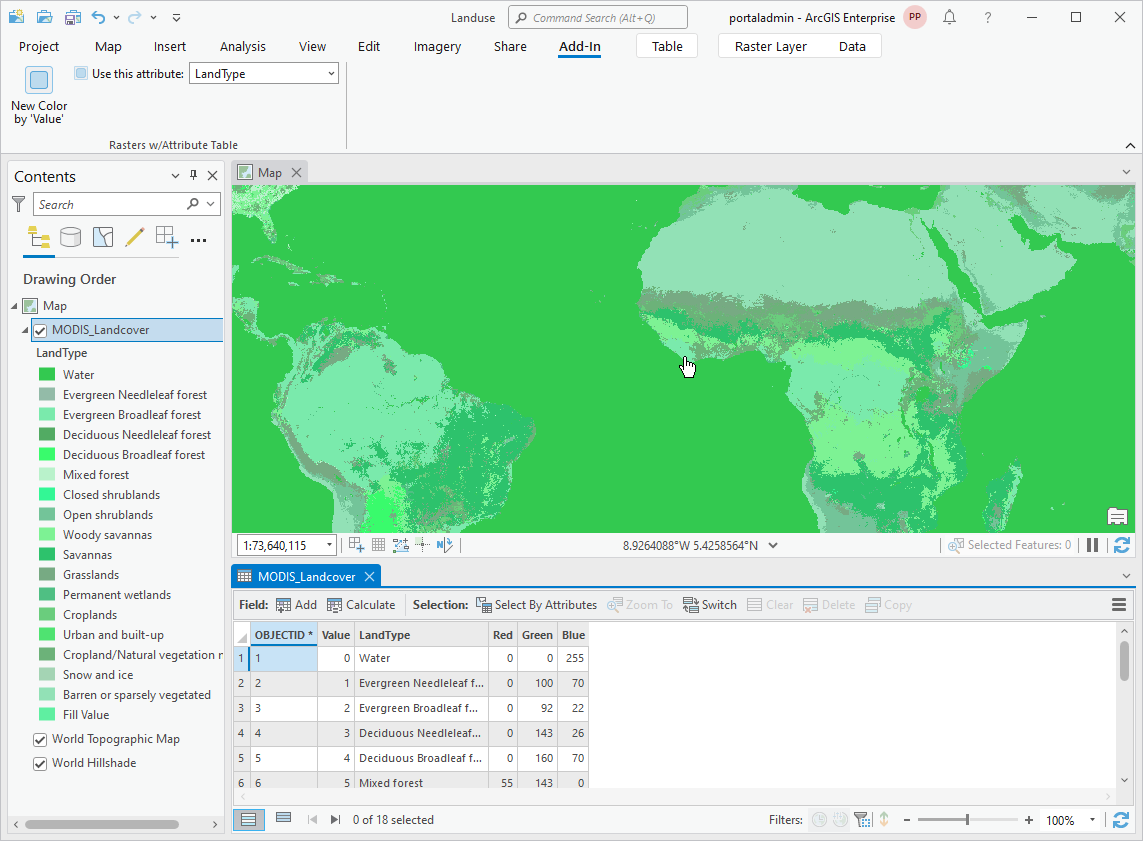 Landuse
Command Search (Alt+Q)
portaladmin - ArcGIS Enterprise
PP
?
Project Map Insert Analysis View Edit Imagery Share Add-In Table Raster Layer Data
New Color
by 'Value'
Use this attribute: LandType
Rasters w/Attribute Table
Contents
Search
Drawing Order
Map
MODIS_Landcover
LandType
Water
Evergreen Needleleaf forest
Evergreen Broadleaf forest
Deciduous Needleleaf forest
Deciduous Broadleaf forest
Mixed forest
Closed shrublands
Open shrublands
Woody savannas
Savannas
Grasslands
Permanent wetlands
Croplands
Urban and built-up
Cropland/Natural vegetation r
Snow and ice
Barren or sparsely vegetated
Fill Value
World Topographic Map
World Hillshade
Map
1:73,640,115
8.9264088°W 5.4258564°N
Selected Features: 0
MODIS_Landcover
Field: Add Calculate Selection: Select By Attributes Zoom To Switch Clear Delete Copy
OBJECTID * Value LandType Red Green Blue
1 1 0 Water 0 0 255
2 2 1 Evergreen Needleleaf f... 0 100 70
3 3 2 Evergreen Broadleaf f... 0 92 22
4 4 3 Deciduous Needleleaf... 0 143 26
5 5 4 Deciduous Broadleaf f... 0 160 70
6 6 5 Mixed forest 55 143 0
0 of 18 selected
Filters:
100%